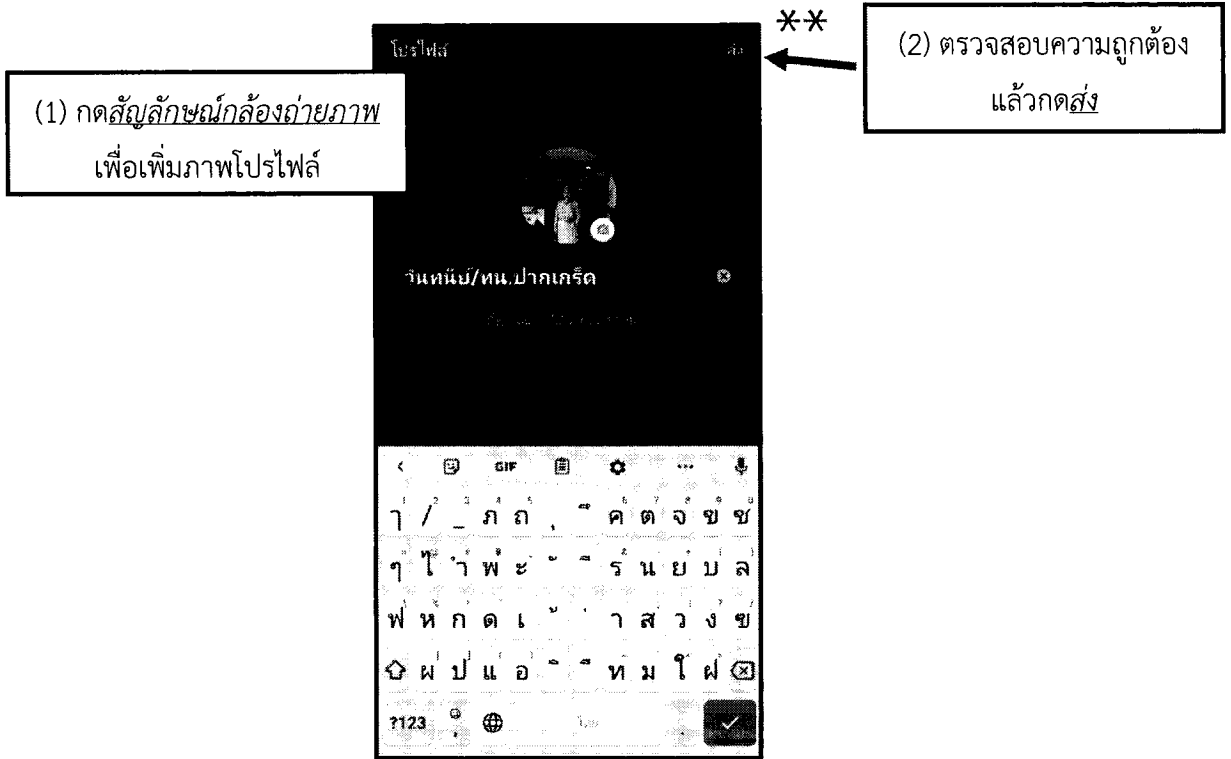 **
(2) ตรวจสอบความถูกต้อง
แล้วกดส่ง
โปรไฟล์
ส่ง
(1) กดสัญลักษณ์กล้องถ่ายภาพ
เพื่อเพิ่มภาพโปรไฟล์
วันทนีย์/ทน.ปากเกร็ด
GIF
ๅ / _ ภ ถ ุ ึ ค ต จ ข ช
ๆ ไ ำ พ ะ ั ี ร น ย บ ล
ฟ ห ก ด เ ้ ่ า ส ว ง ฃ
ผ ป แ อ ิ ื ท ม ใ ฝ
?123 , ไทย .